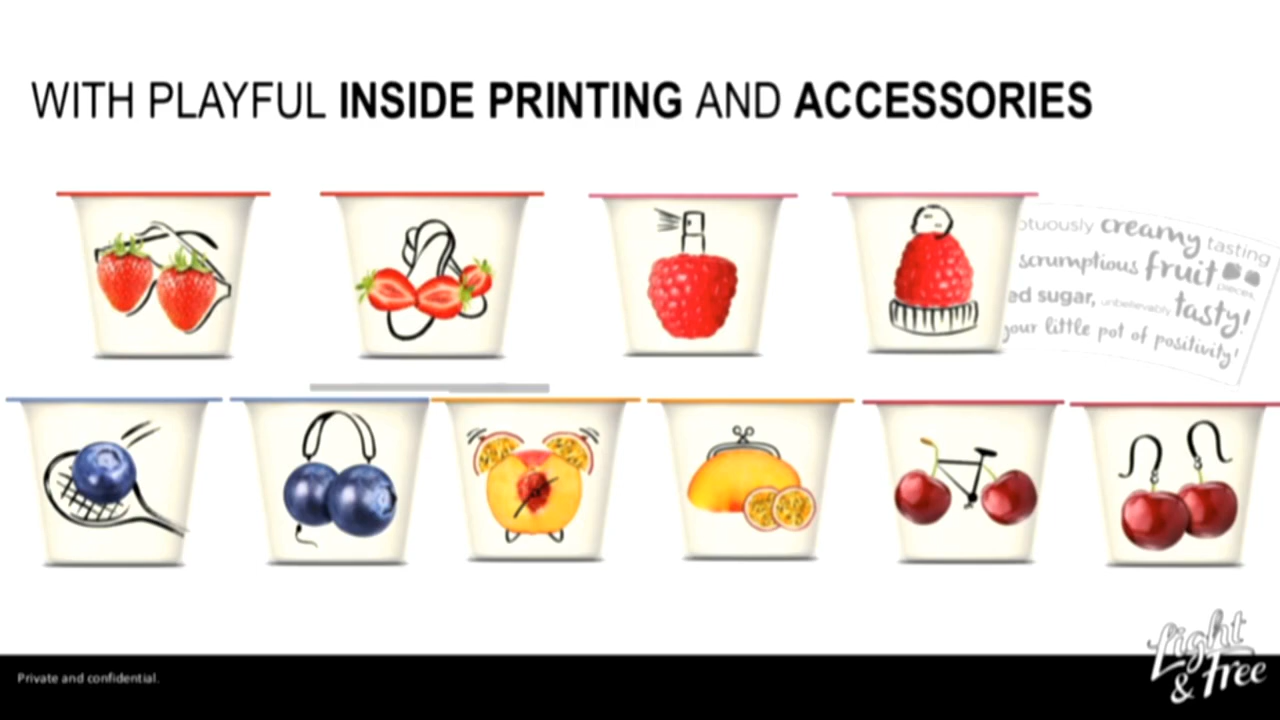 WITH PLAYFUL INSIDE PRINTING AND ACCESSORIES
creamy tasting
scrumptious fruit
pieces,
ed sugar, unbelievably tasty!
your little pot of positivity!
Private and confidential.
Light
& Free